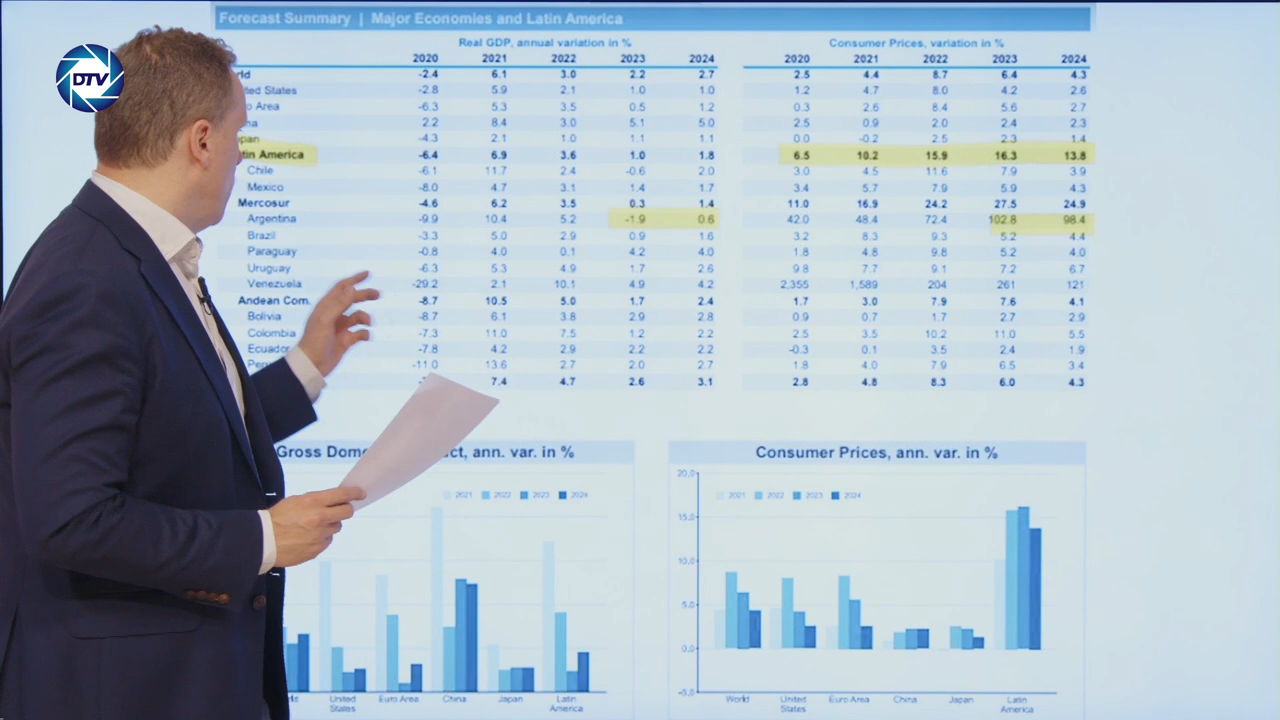 DTV
Forecast Summary | Major Economies and Latin America
Real GDP, annual variation in % Consumer Prices, variation in %
2020 2021 2022 2023 2024 2020 2021 2022 2023 2024
-2.4 6.1 3.0 2.2 2.7 2.5 4.4 8.7 6.4 4.3
States -2.8 5.9 2.1 1.0 1.0 1.2 4.7 8.0 4.2 2.6
Area -6.3 5.3 3.5 0.5 1.2 0.3 2.6 8.4 5.6 2.7
2.2 8.4 3.0 5.1 5.0 2.5 0.9 2.0 2.4 2.3
-4.3 2.1 1.0 1.1 1.1 0.0 -0.2 2.5 2.3 1.4
America -6.4 6.9 3.6 1.0 1.8 6.5 10.2 15.9 16.3 13.8
Chile -6.1 11.7 2.4 -0.6 2.0 3.0 4.5 11.6 7.9 3.9
Mexico -8.0 4.7 3.1 1.4 1.7 3.4 5.7 7.9 5.9 4.3
Mercosur -4.6 6.2 3.5 0.3 1.4 11.0 16.9 24.2 27.5 24.9
Argentina -9.9 10.4 5.2 -1.9 0.6 42.0 48.4 72.4 102.8 98.4
Brazil -3.3 5.0 2.9 0.9 1.6 3.2 8.3 9.3 5.2 4.4
Paraguay -0.8 4.0 0.1 4.2 4.0 1.8 4.8 9.8 5.2 4.0
Uruguay -6.3 5.3 4.9 1.7 2.6 9.8 7.7 9.1 7.2 6.7
Venezuela -29.2 2.1 10.1 4.9 4.2 2,355 1,589 204 261 121
Andean Com. -8.7 10.5 5.0 1.7 2.4 1.7 3.0 7.9 7.6 4.1
Bolivia -8.7 6.1 3.8 2.9 2.8 0.9 0.7 1.7 2.7 2.9
Colombia -7.3 11.0 7.5 1.2 2.2 2.5 3.5 10.2 11.0 5.5
Ecuador -7.8 4.2 2.9 2.2 2.2 -0.3 0.1 3.5 2.4 1.9
Peru -11.0 13.6 2.7 2.0 2.7 1.8 4.0 7.9 6.5 3.4
7.4 4.7 2.6 3.1 2.8 4.8 8.3 6.0 4.3
Gross ann. var. in %
2021 2022 2023 2024
United States
Euro Area
China
Japan
Latin America
Consumer Prices, ann. var. in %
2021 2022 2023 2024
20,0
15,0
10,0
5,0
0,0
-5,0
World
United States
Euro Area
China
Japan
Latin America